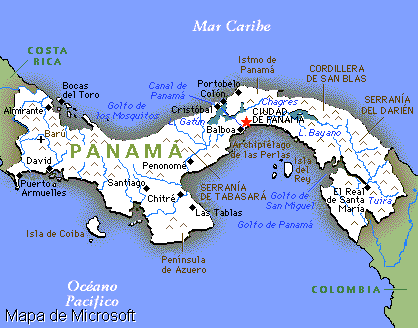 Mar Caribe
COSTA
RICA
Bocas
del Toro
Golfo de
los Mosquitos
Almirante
Barú
David
Puerto
Armuelles
PANAMÁ
Canal de
Panamá
Portobelo
Colón
Cristóbal
L. Gatún
Balboa
Istmo de
Panamá
CORDILLERA
DE SAN BLAS
SERRANÍA
DEL DARIÉN
Chagres
CIUDAD
DE PANAMÁ
L. Bayano
Archipiélago
de las Perlas
Isla
del
Rey
Penonomé
Santiago
Chitré
SERRANÍA
DE TABASARÁ
Las Tablas
Golfo de
San Miguel
Golfo de Panamá
El Real
de Santa
María
Tuira
Isla de Coiba
Península
de Azuero
Océano
Pacífico
COLOMBIA
Mapa de Microsoft